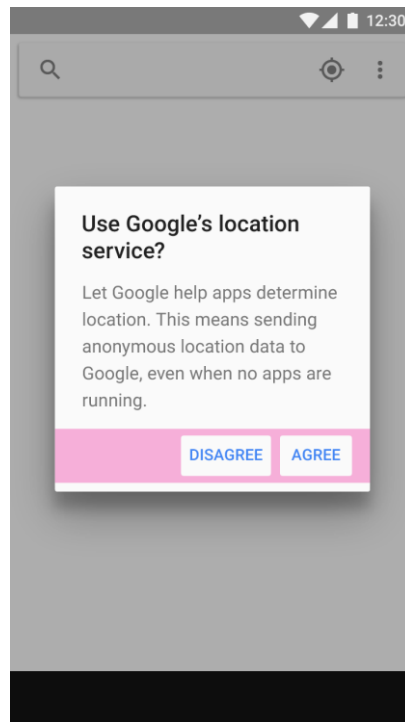 12:30
Use Google’s location
service?
Let Google help apps determine
location. This means sending
anonymous location data to
Google, even when no apps are
running.
DISAGREE AGREE